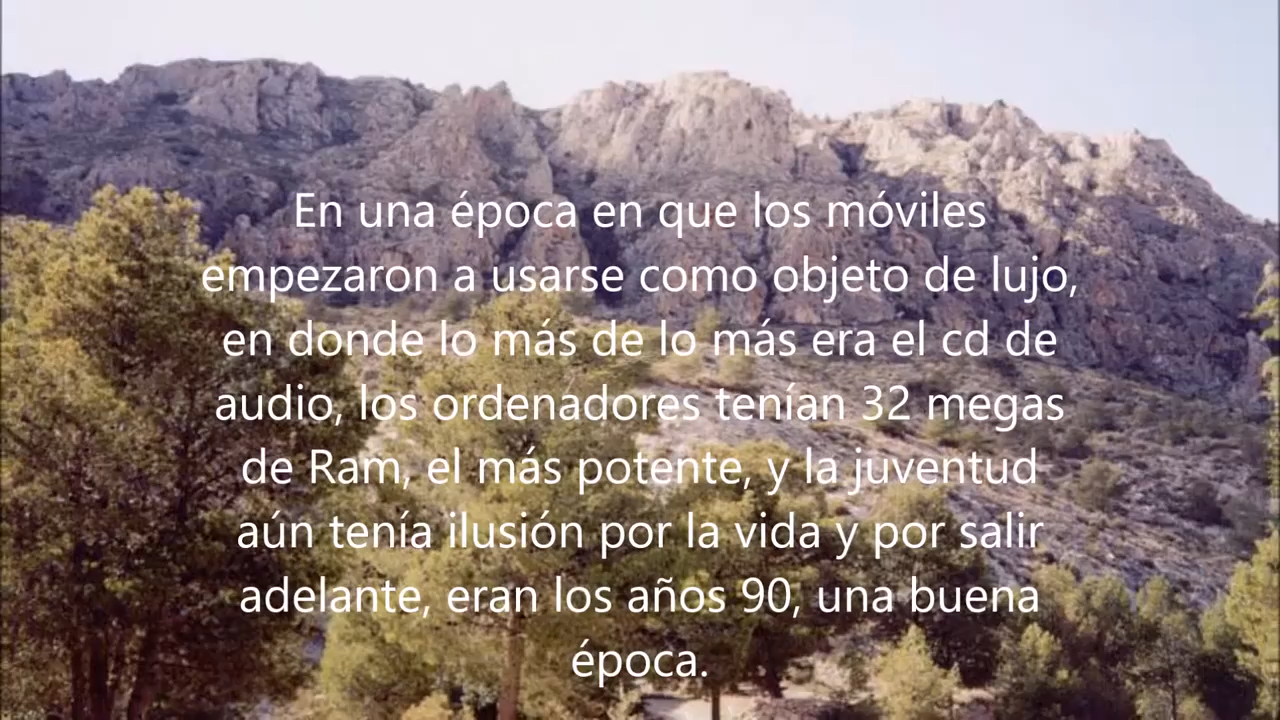 En una época en que los móviles
empezaron a usarse como objeto de lujo,
en donde lo más de lo más era el cd de
audio, los ordenadores tenían 32 megas
de Ram, el más potente, y la juventud
aún tenía ilusión por la vida y por salir
adelante, eran los años 90, una buena
época.